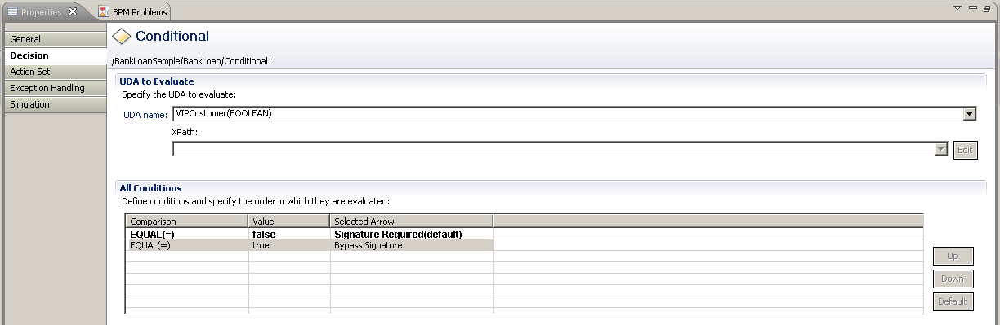 Properties BPM Problems
General
Decision
Action Set
Exception Handling
Simulation
Conditional
/BankLoanSample/BankLoan/Conditional1
UDA to Evaluate
Specify the UDA to evaluate:
UDA name: VIPCustomer(BOOLEAN)
XPath:
Edit
All Conditions
Define conditions and specify the order in which they are evaluated:
Comparison Value Selected Arrow
EQUAL(=) false Signature Required(default)
EQUAL(=) true Bypass Signature
Up
Down
Default